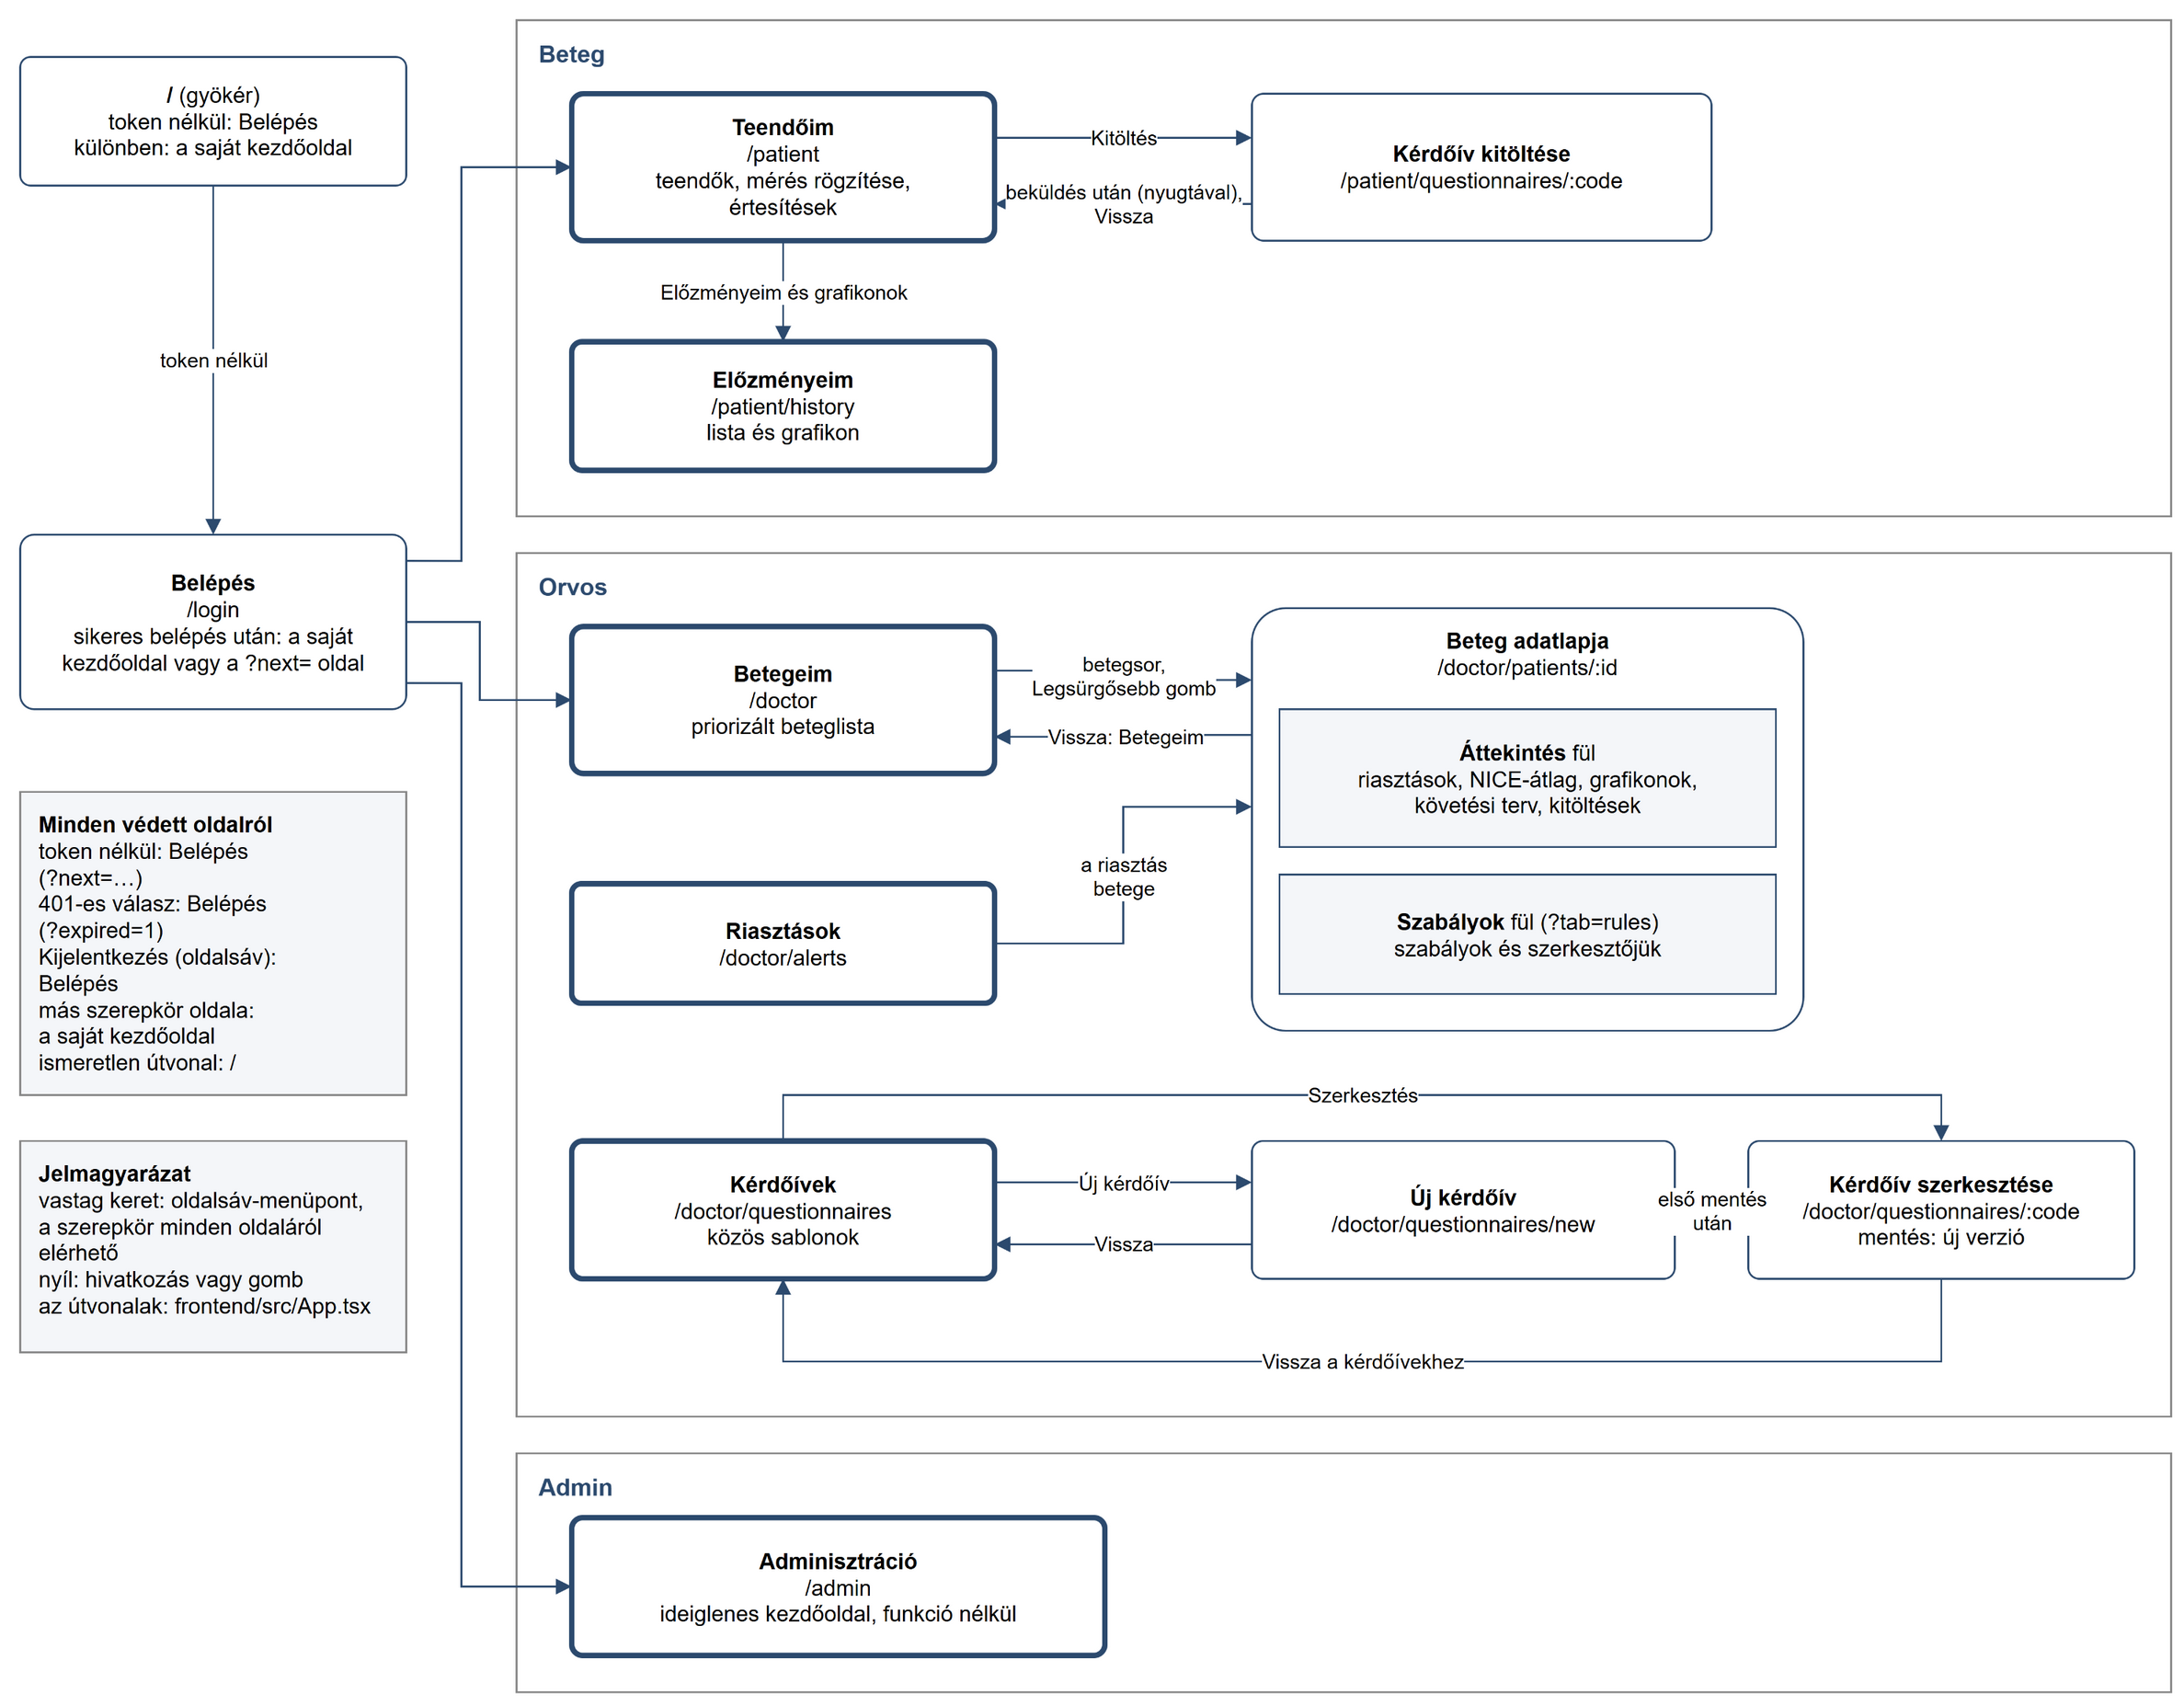 / (gyökér)
token nélkül: Belépés
különben: a saját kezdőoldal
token nélkül
Belépés
/login
sikeres belépés után: a saját
kezdőoldal vagy a ?next= oldal
Minden védett oldalról
token nélkül: Belépés
(?next=…)
401-es válasz: Belépés
(?expired=1)
Kijelentkezés (oldalsáv):
Belépés
más szerepkör oldala:
a saját kezdőoldal
ismeretlen útvonal: /
Jelmagyarázat
vastag keret: oldalsáv-menüpont,
a szerepkör minden oldaláról
elérhető
nyíl: hivatkozás vagy gomb
az útvonalak: frontend/src/App.tsx
Beteg
Teendőim
/patient
teendők, mérés rögzítése,
értesítések
Kitöltés
beküldés után (nyugtával),
Vissza
Kérdőív kitöltése
/patient/questionnaires/:code
Előzményeim és grafikonok
Előzményeim
/patient/history
lista és grafikon
Orvos
Betegeim
/doctor
priorizált beteglista
betegsor,
Legsürgősebb gomb
Vissza: Betegeim
Beteg adatlapja
/doctor/patients/:id
Áttekintés fül
riasztások, NICE-átlag, grafikonok,
követési terv, kitöltések
Szabályok fül (?tab=rules)
szabályok és szerkesztőjük
a riasztás
betege
Riasztások
/doctor/alerts
Szerkesztés
Kérdőívek
/doctor/questionnaires
közös sablonok
Új kérdőív
Vissza
Új kérdőív
/doctor/questionnaires/new
első mentés
után
Kérdőív szerkesztése
/doctor/questionnaires/:code
mentés: új verzió
Vissza a kérdőívekhez
Admin
Adminisztráció
/admin
ideiglenes kezdőoldal, funkció nélkül